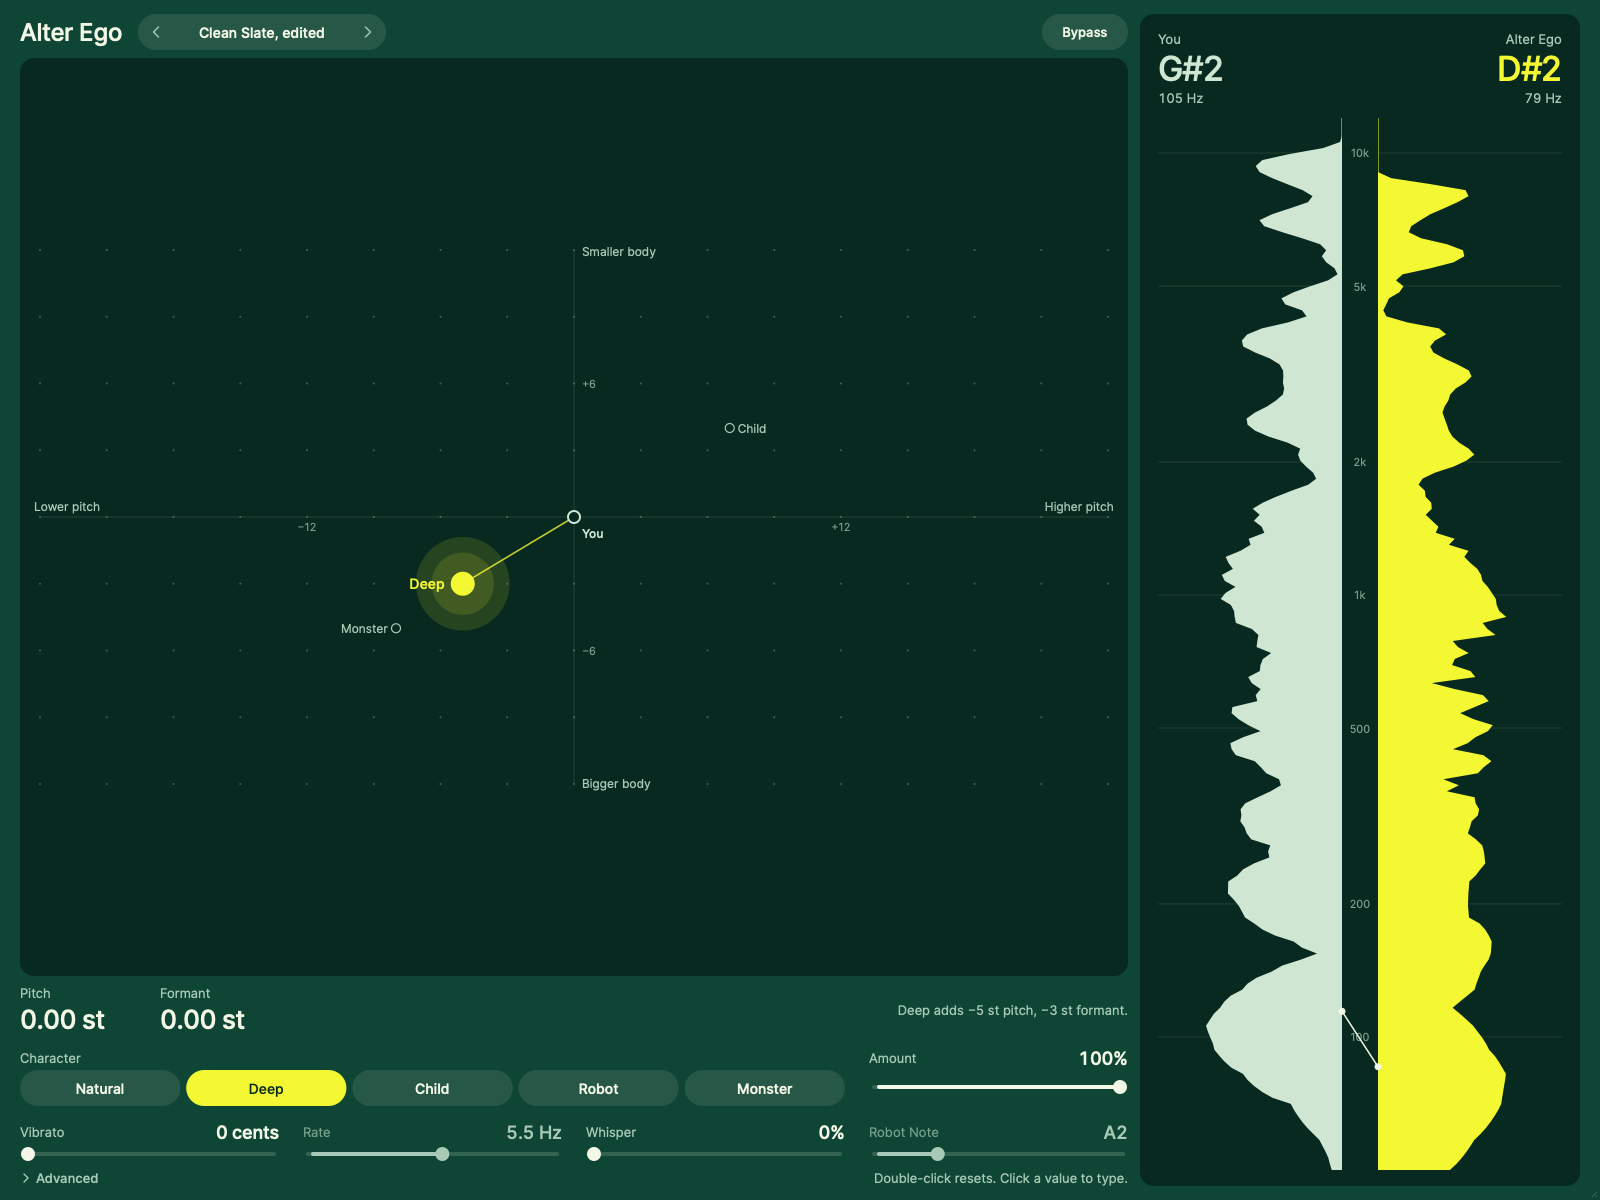 Alter Ego
Clean Slate, edited
Bypass
Smaller body
+6
Child
Lower pitch
Higher pitch
−12
+12
You
Deep
Monster
−6
Bigger body
You
Alter Ego
G#2
D#2
105 Hz
79 Hz
10k
5k
2k
1k
500
200
100
Pitch
Formant
0.00 st
0.00 st
Deep adds −5 st pitch, −3 st formant.
Character
Amount
100%
Natural
Deep
Child
Robot
Monster
Vibrato
0 cents
Rate
5.5 Hz
Whisper
0%
Robot Note
A2
Advanced
Double-click resets. Click a value to type.